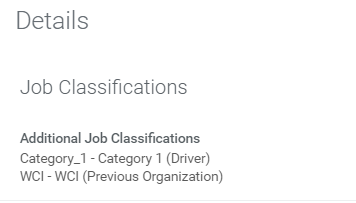 Details
Job Classifications
Additional Job Classifications
Category_1 - Category 1 (Driver)
WCI - WCI (Previous Organization)